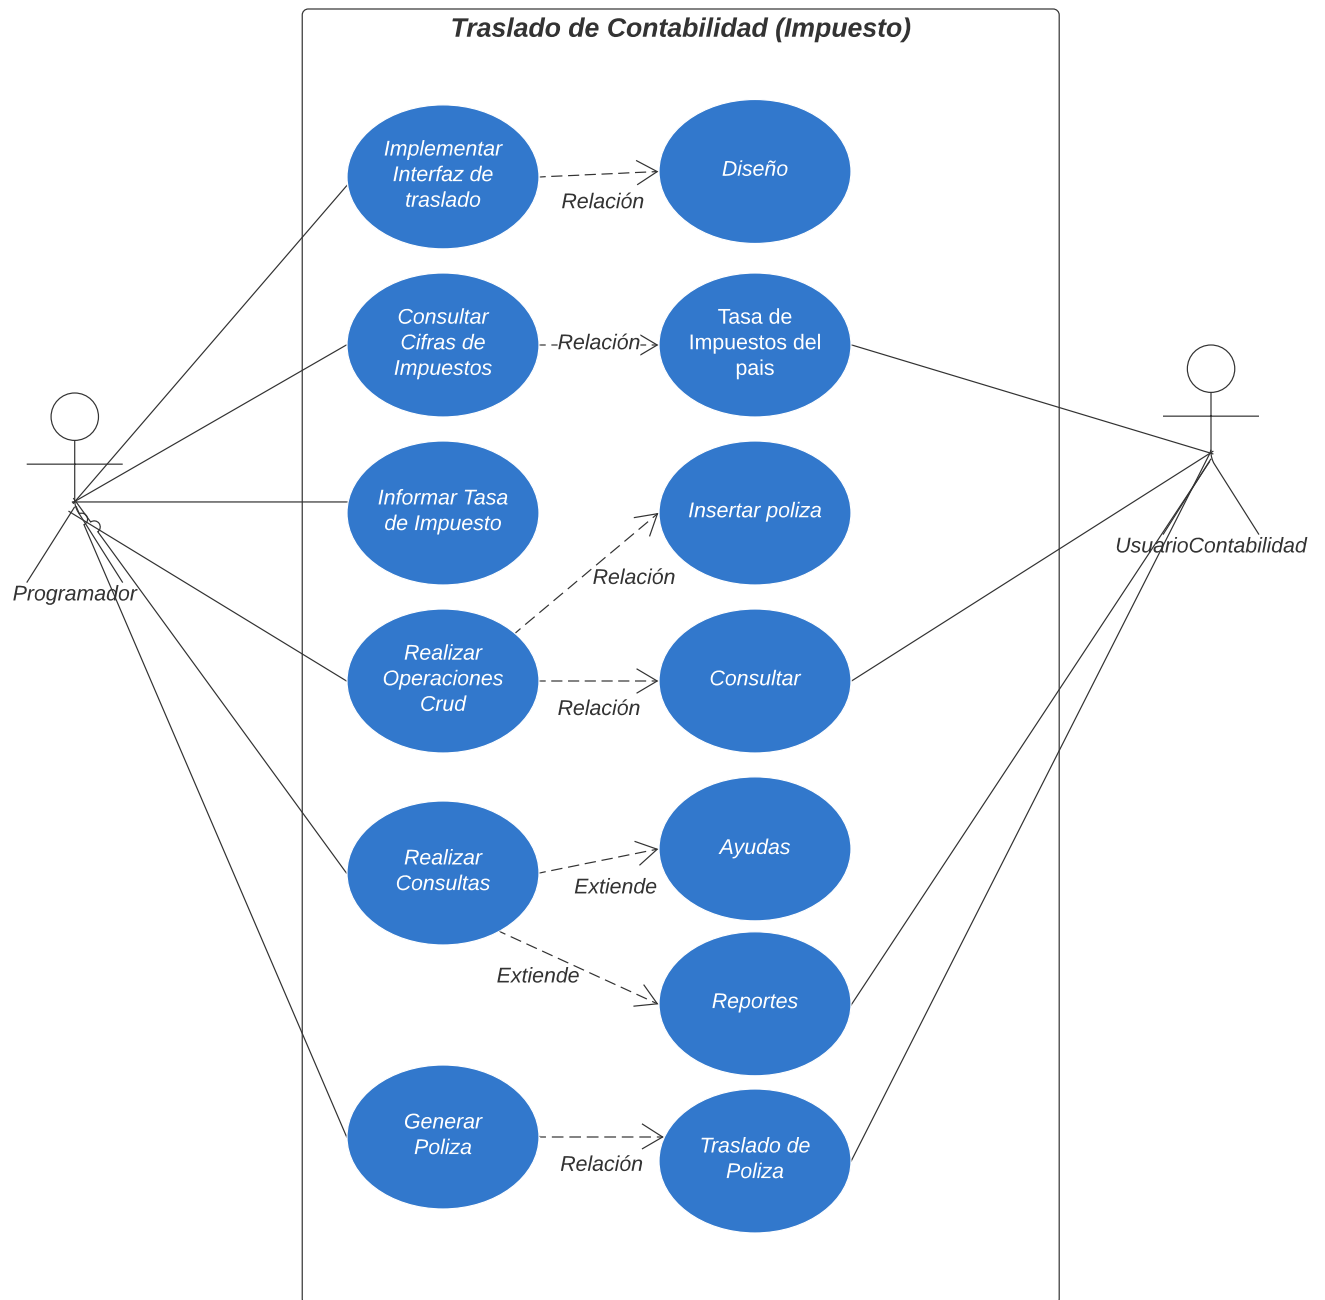 Traslado de Contabilidad (Impuesto)
Implementar
Interfaz de
traslado
Relación
Diseño
Consultar
Cifras de
Impuestos
Relación
Tasa de
Impuestos del
pais
Informar Tasa
de Impuesto
Insertar poliza
Relación
Programador
UsuarioContabilidad
Realizar
Operaciones
Crud
Relación
Consultar
Realizar
Consultas
Extiende
Ayudas
Extiende
Reportes
Generar
Poliza
Relación
Traslado de
Poliza